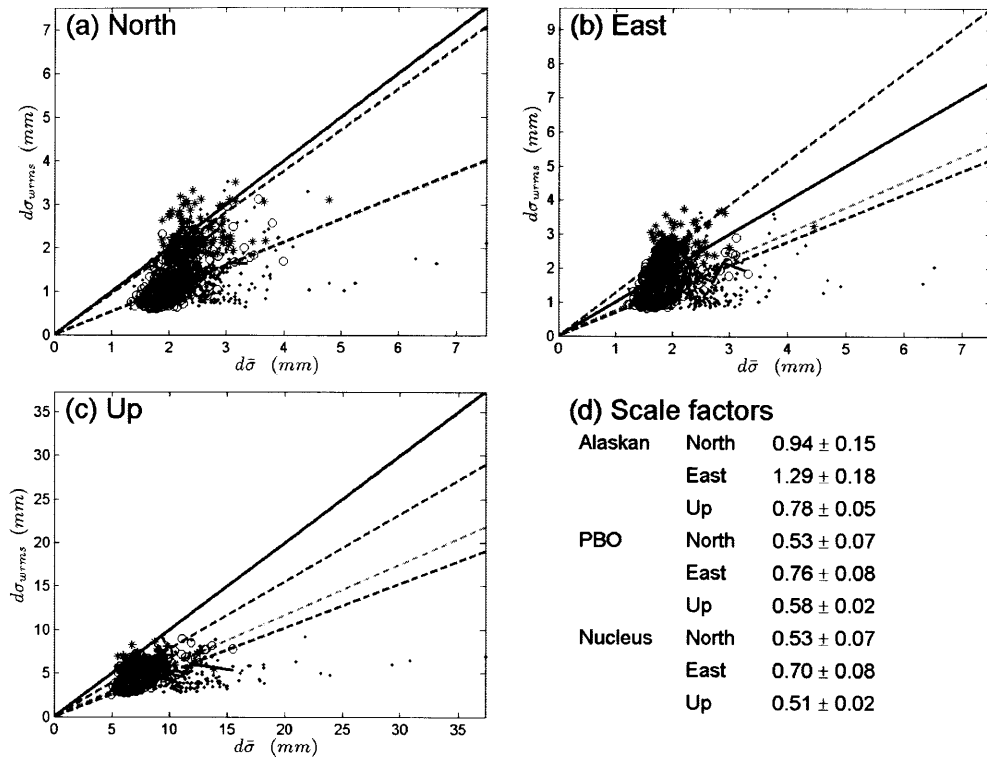 (a) North
7
6
5
4
3
2
1
0
dσ_wrms (mm)
0 1 2 3 4 5 6 7
dσ̄ (mm)
(b) East
9
8
7
6
5
4
3
2
1
0
dσ_wrms (mm)
0 1 2 3 4 5 6 7
dσ̄ (mm)
(c) Up
35
30
25
20
15
10
5
0
dσ_wrms (mm)
0 5 10 15 20 25 30 35
dσ̄ (mm)
(d) Scale factors
Alaskan North 0.94 ± 0.15
East 1.29 ± 0.18
Up 0.78 ± 0.05
PBO North 0.53 ± 0.07
East 0.76 ± 0.08
Up 0.58 ± 0.02
Nucleus North 0.53 ± 0.07
East 0.70 ± 0.08
Up 0.51 ± 0.02